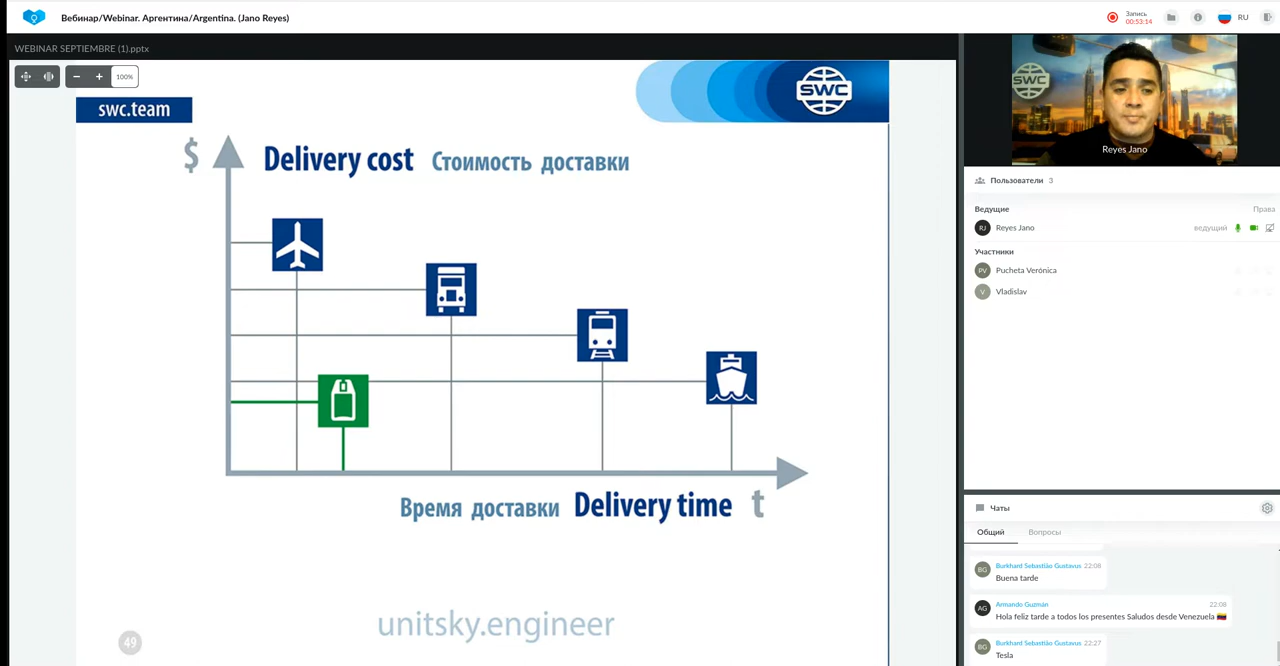 Вебинар/Webinar. Аргентина/Argentina. (Jano Reyes)
Запись
00:53:14
RU
WEBINAR SEPTIEMBRE (1).pptx
100%
swc.team
SWC
$
Delivery cost Стоимость доставки
Время доставки Delivery time t
unitsky.engineer
49
SWC
Reyes Jano
Пользователи 3
Ведущие Права
RJ Reyes Jano ведущий
Участники
PV Pucheta Verónica
V Vladislav
Чаты
Общий Вопросы
BG Burkhard Sebastião Gustavus 22:08
Buena tarde
AG Armando Guzmán 22:08
Hola feliz tarde a todos los presentes Saludos desde Venezuela 🇻🇪
BG Burkhard Sebastião Gustavus 22:27
Tesla